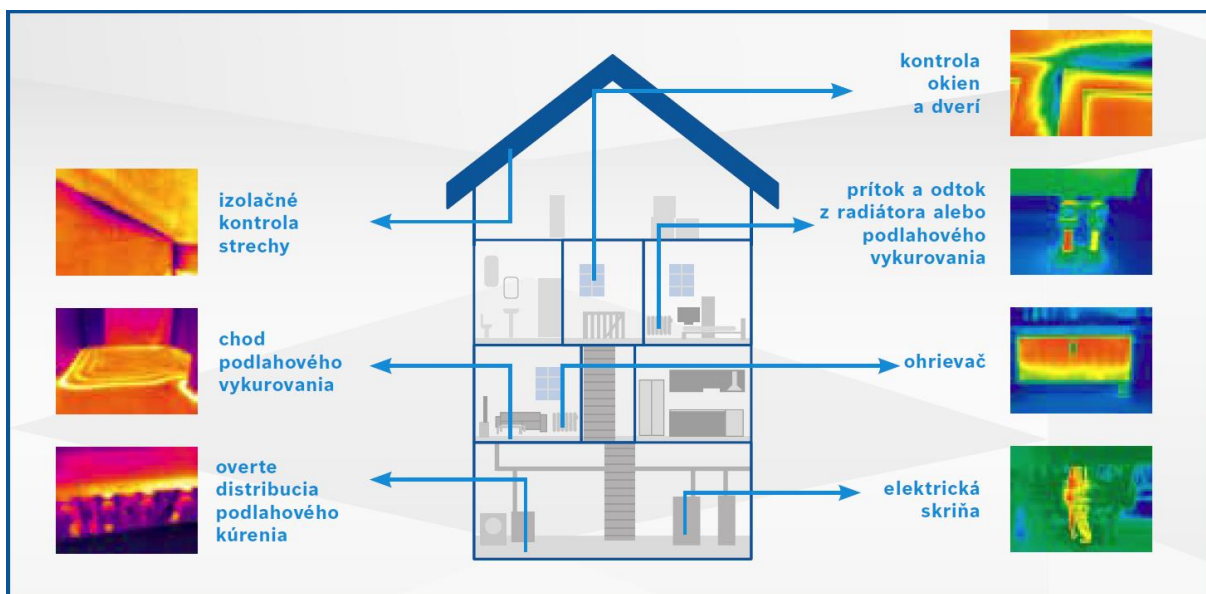 kontrola
okien
a dverí
izolačné
kontrola
strechy
prítok a odtok
z radiátora alebo
podlahového
vykurovania
chod
podlahového
vykurovania
ohrievač
overte
distribucia
podlahového
kúrenia
elektrická
skriňa